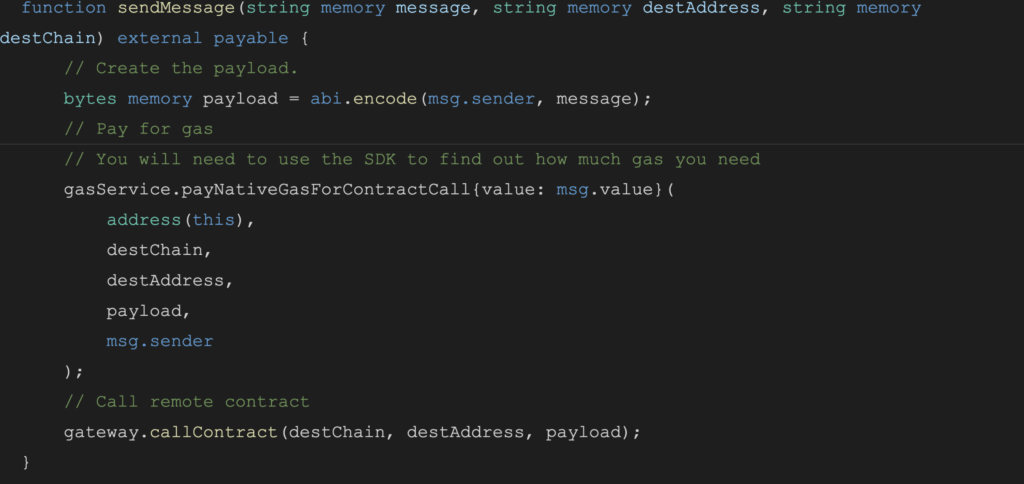 function sendMessage(string memory message, string memory destAddress, string memory
destChain) external payable {
// Create the payload.
bytes memory payload = abi.encode(msg.sender, message);
// Pay for gas
// You will need to use the SDK to find out how much gas you need
gasService.payNativeGasForContractCall{value: msg.value}(
address(this),
destChain,
destAddress,
payload,
msg.sender
);
// Call remote contract
gateway.callContract(destChain, destAddress, payload);
}